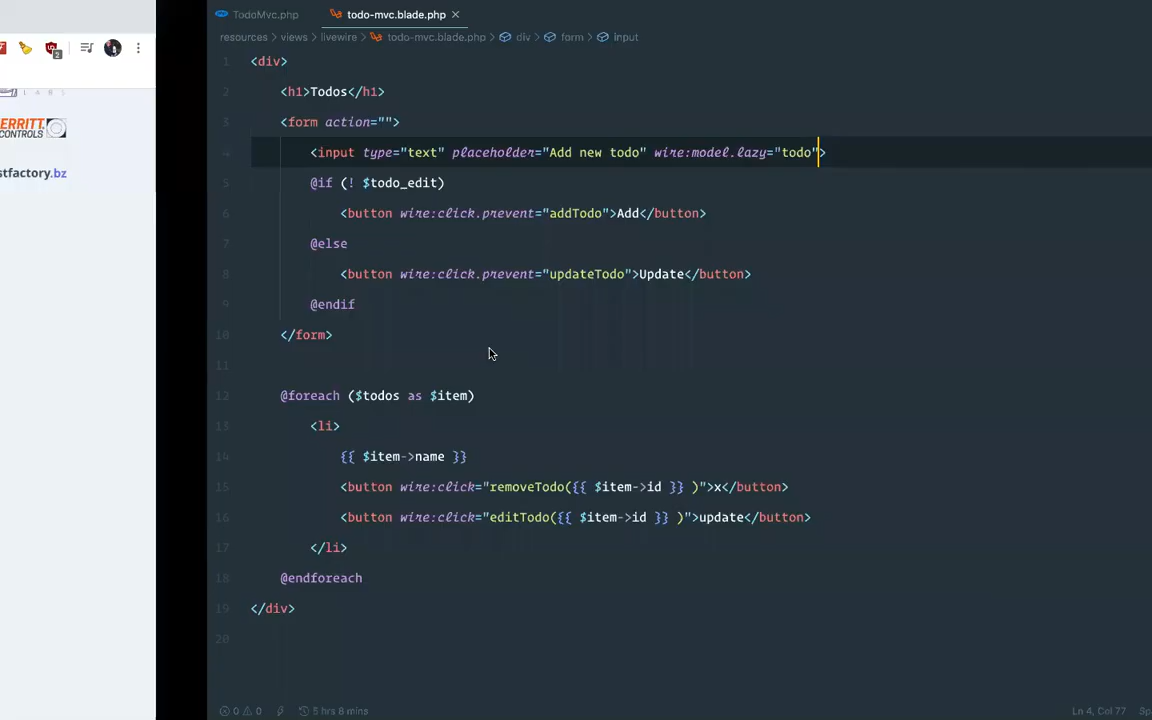 TodoMvc.php
todo-mvc.blade.php
resources > views > livewire > todo-mvc.blade.php > div > form > input
2
ERRITT
CONTROLS
stfactory.bz
1 <div>
2 <h1>Todos</h1>
3 <form action="">
4 <input type="text" placeholder="Add new todo" wire:model.lazy="todo">
5 @if (! $todo_edit)
6 <button wire:click.prevent="addTodo">Add</button>
7 @else
8 <button wire:click.prevent="updateTodo">Update</button>
9 @endif
10 </form>
11
12 @foreach ($todos as $item)
13 <li>
14 {{ $item->name }}
15 <button wire:click="removeTodo({{ $item->id }} )">x</button>
16 <button wire:click="editTodo({{ $item->id }} )">update</button>
17 </li>
18 @endforeach
19 </div>
20
0 0 5 hrs 8 mins
Ln 4, Col 77 Sp